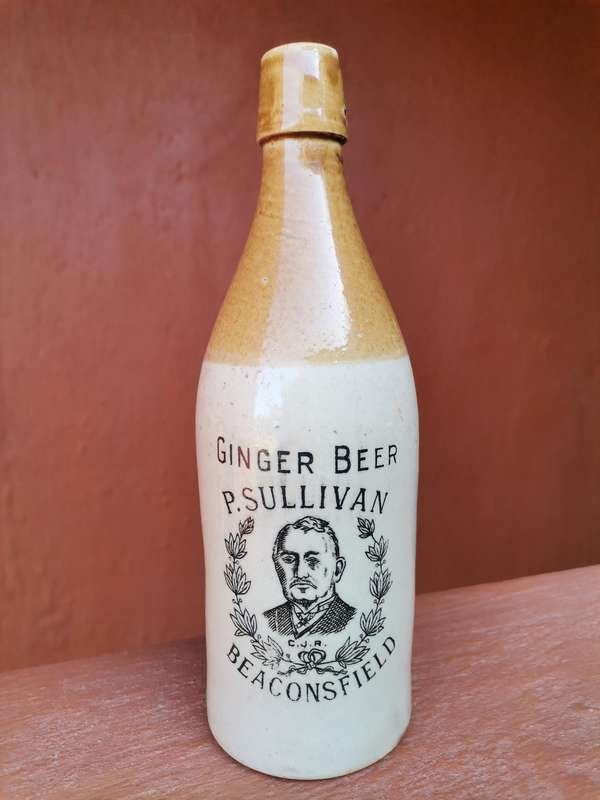 GINGER BEER
P. SULLIVAN
C.J.R.
BEACONSFIELD